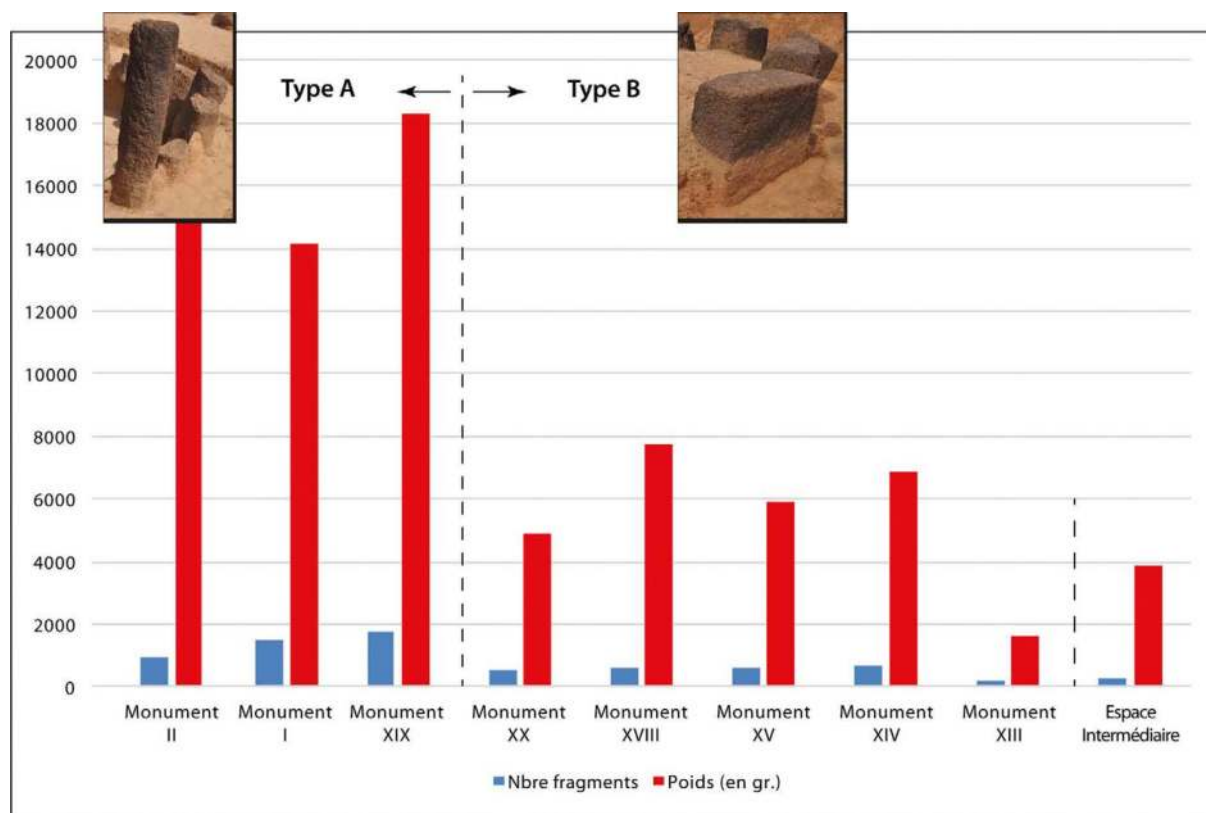 20000
Type A
Type B
18000
16000
14000
12000
10000
8000
6000
4000
2000
0
Monument II
Monument I
Monument XIX
Monument XX
Monument XVIII
Monument XV
Monument XIV
Monument XIII
Espace Intermédiaire
Nbre fragments
Poids (en gr.)